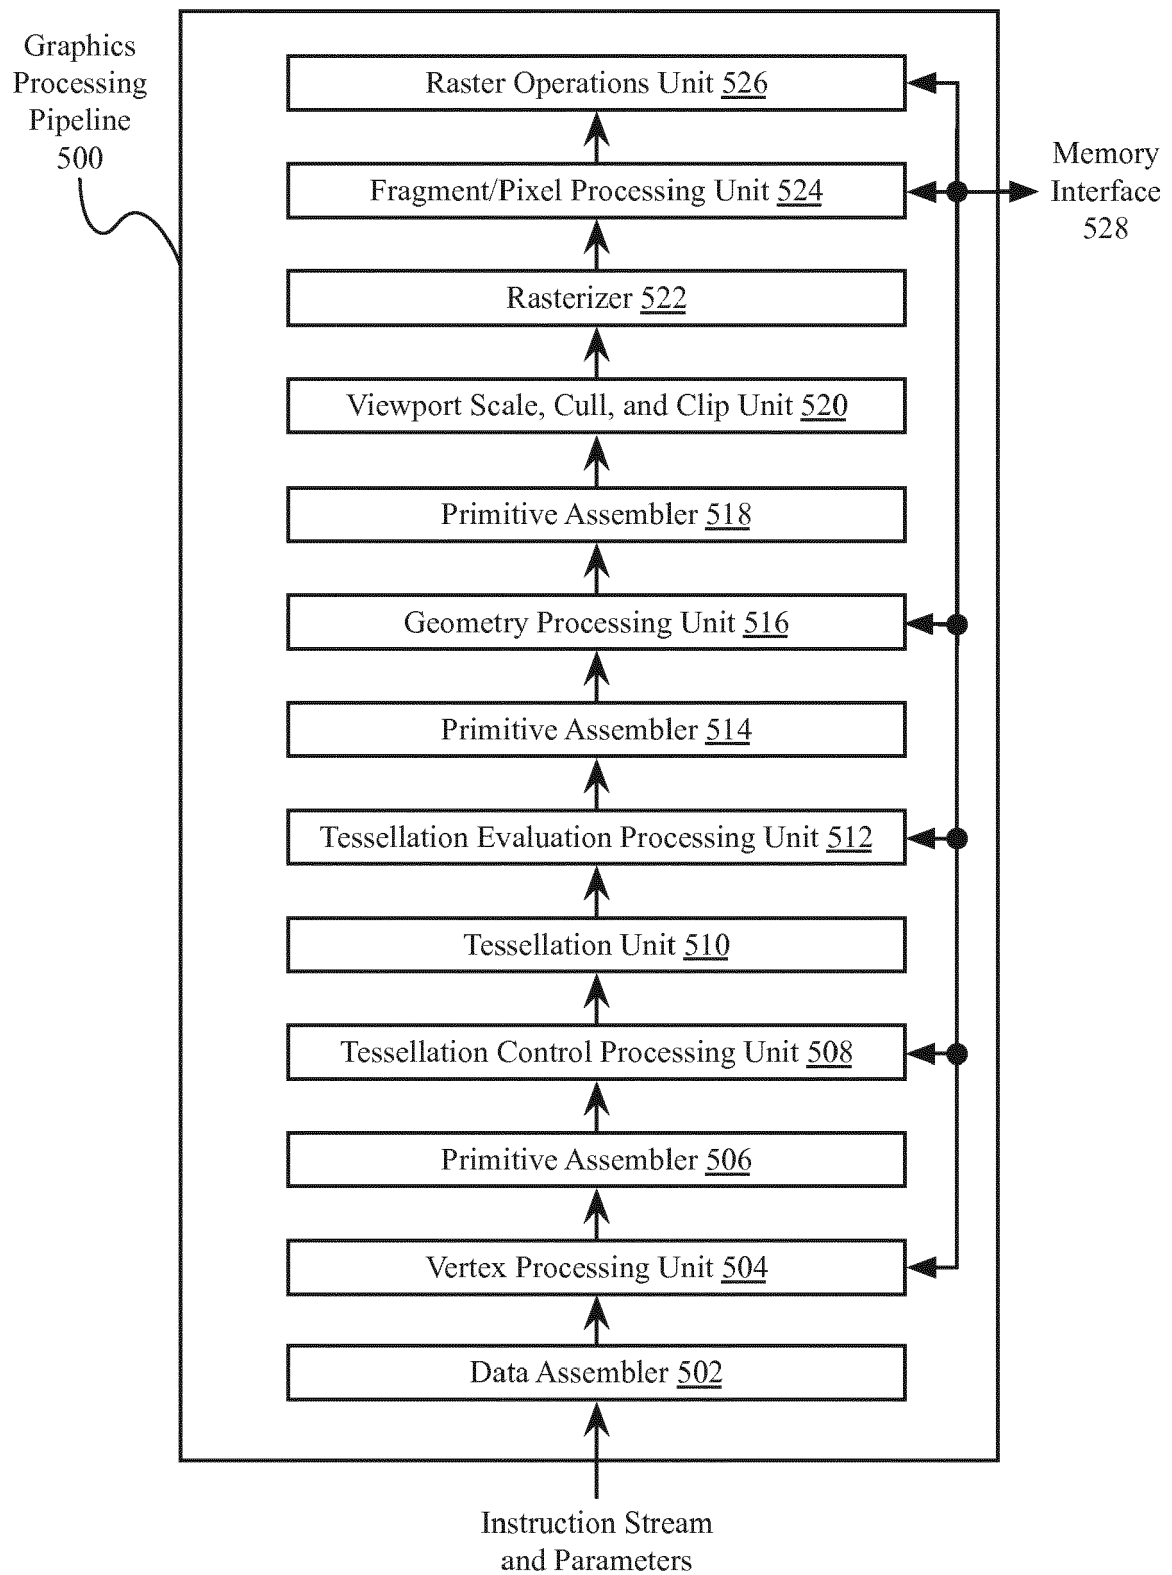 Graphics
Processing
Pipeline
500
Raster Operations Unit 526
Fragment/Pixel Processing Unit 524
Memory
Interface
528
Rasterizer 522
Viewport Scale, Cull, and Clip Unit 520
Primitive Assembler 518
Geometry Processing Unit 516
Primitive Assembler 514
Tessellation Evaluation Processing Unit 512
Tessellation Unit 510
Tessellation Control Processing Unit 508
Primitive Assembler 506
Vertex Processing Unit 504
Data Assembler 502
Instruction Stream
and Parameters